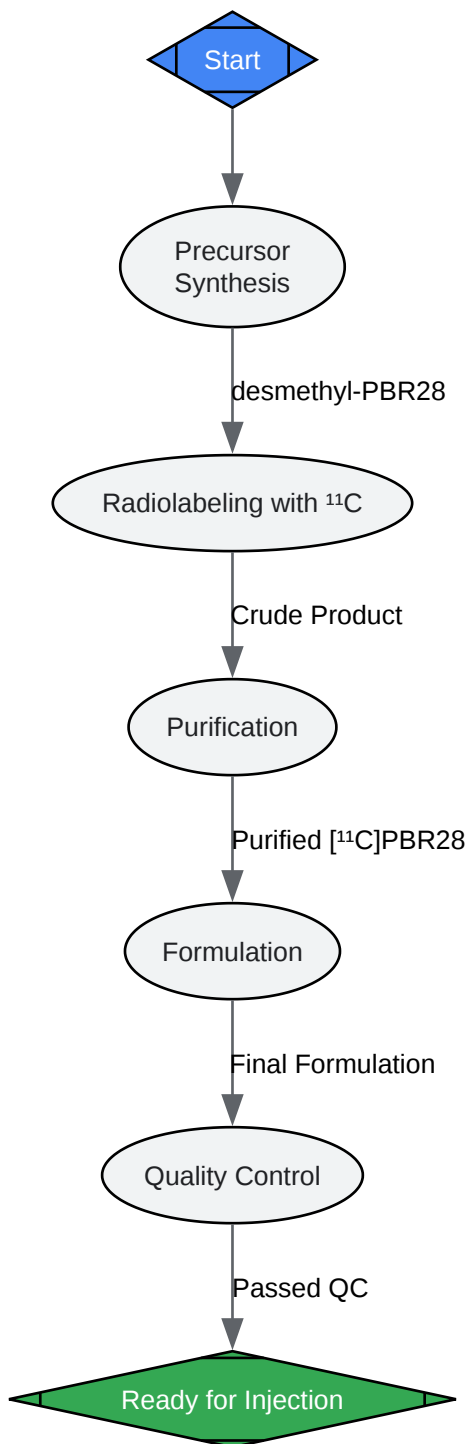 Start
Precursor
Synthesis
desmethyl-PBR28
Radiolabeling with ¹¹C
Crude Product
Purification
Purified [¹¹C]PBR28
Formulation
Final Formulation
Quality Control
Passed QC
Ready for Injection